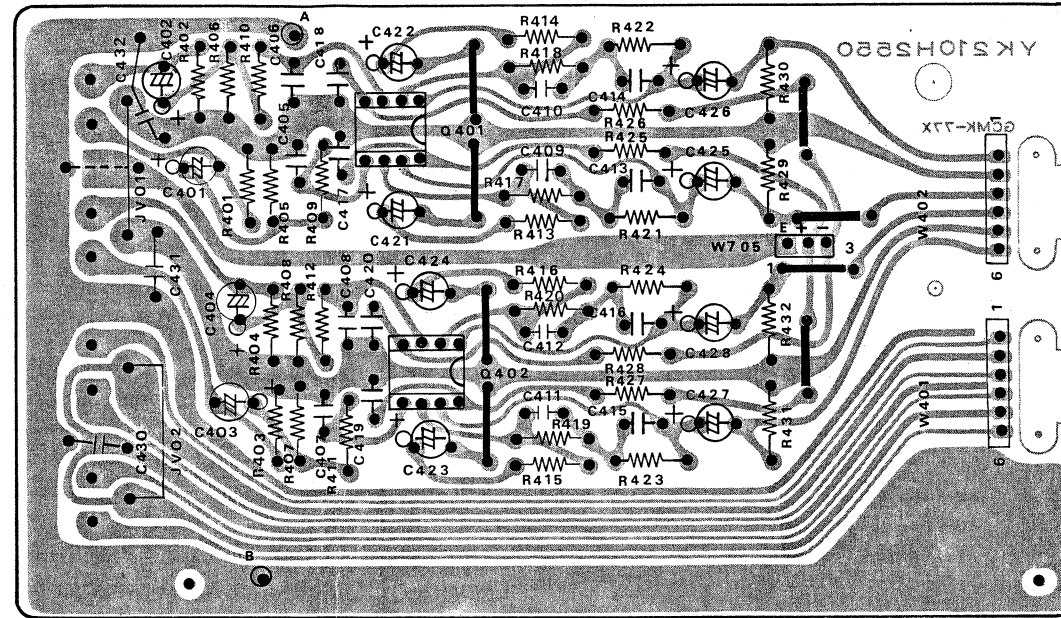 A
C432
C402
R402
R406
R410
C406
C418
C422
R414
R418
C410
R422
C414
R426
C426
R430
YK210H2550
GCMK-77X
Q401
C405
JV01
C401
R401
R405
R409
C417
C421
C409
R417
R413
R425
C413
C425
R421
R429
W402
1
6
E + -
W705
3
1
C431
C404
R404
R408
R412
C408
C420
C424
R416
R420
C412
R424
C416
R428
C428
R432
Q402
C430
JV02
C403
R403
R407
C407
R411
C419
C423
C411
R419
R415
R427
C415
C427
R423
R431
W401
1
6
B